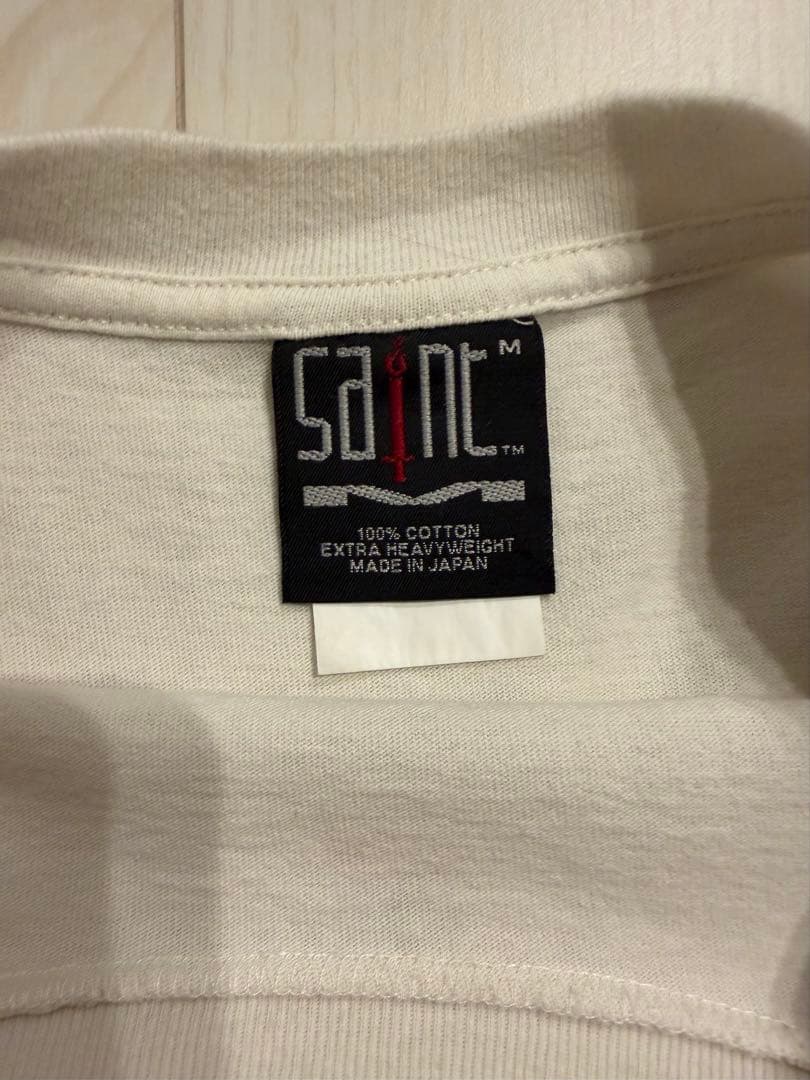 Saint M
TM
100% COTTON
EXTRA HEAVYWEIGHT
MADE IN JAPAN